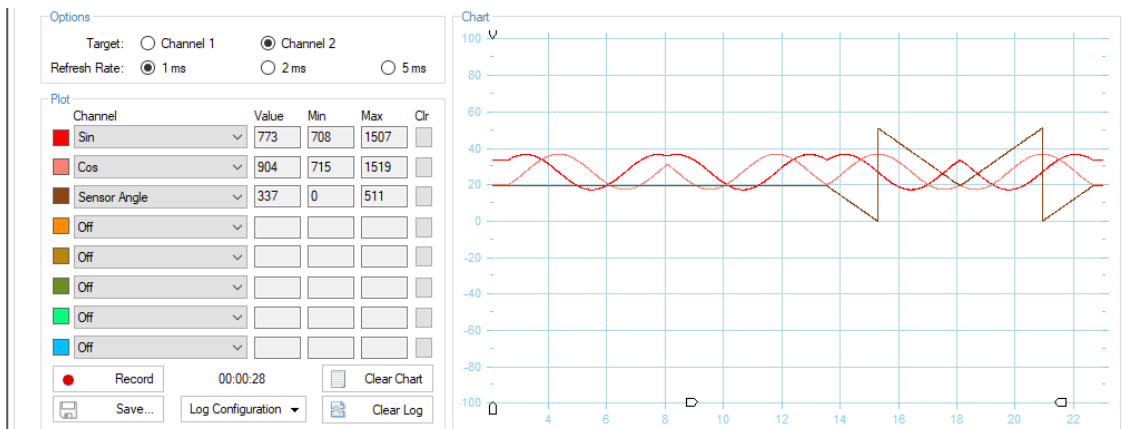 Options
Target: Channel 1 Channel 2
Refresh Rate: 1 ms 2 ms 5 ms
Plot
Channel Value Min Max Clr
Sin 773 708 1507
Cos 904 715 1519
Sensor Angle 337 0 511
Off
Off
Off
Off
Off
Record 00:00:28 Clear Chart
Save... Log Configuration Clear Log
Chart
100
80
60
40
20
0
-20
-40
-60
-80
-100
4 6 8 10 12 14 16 18 20 22